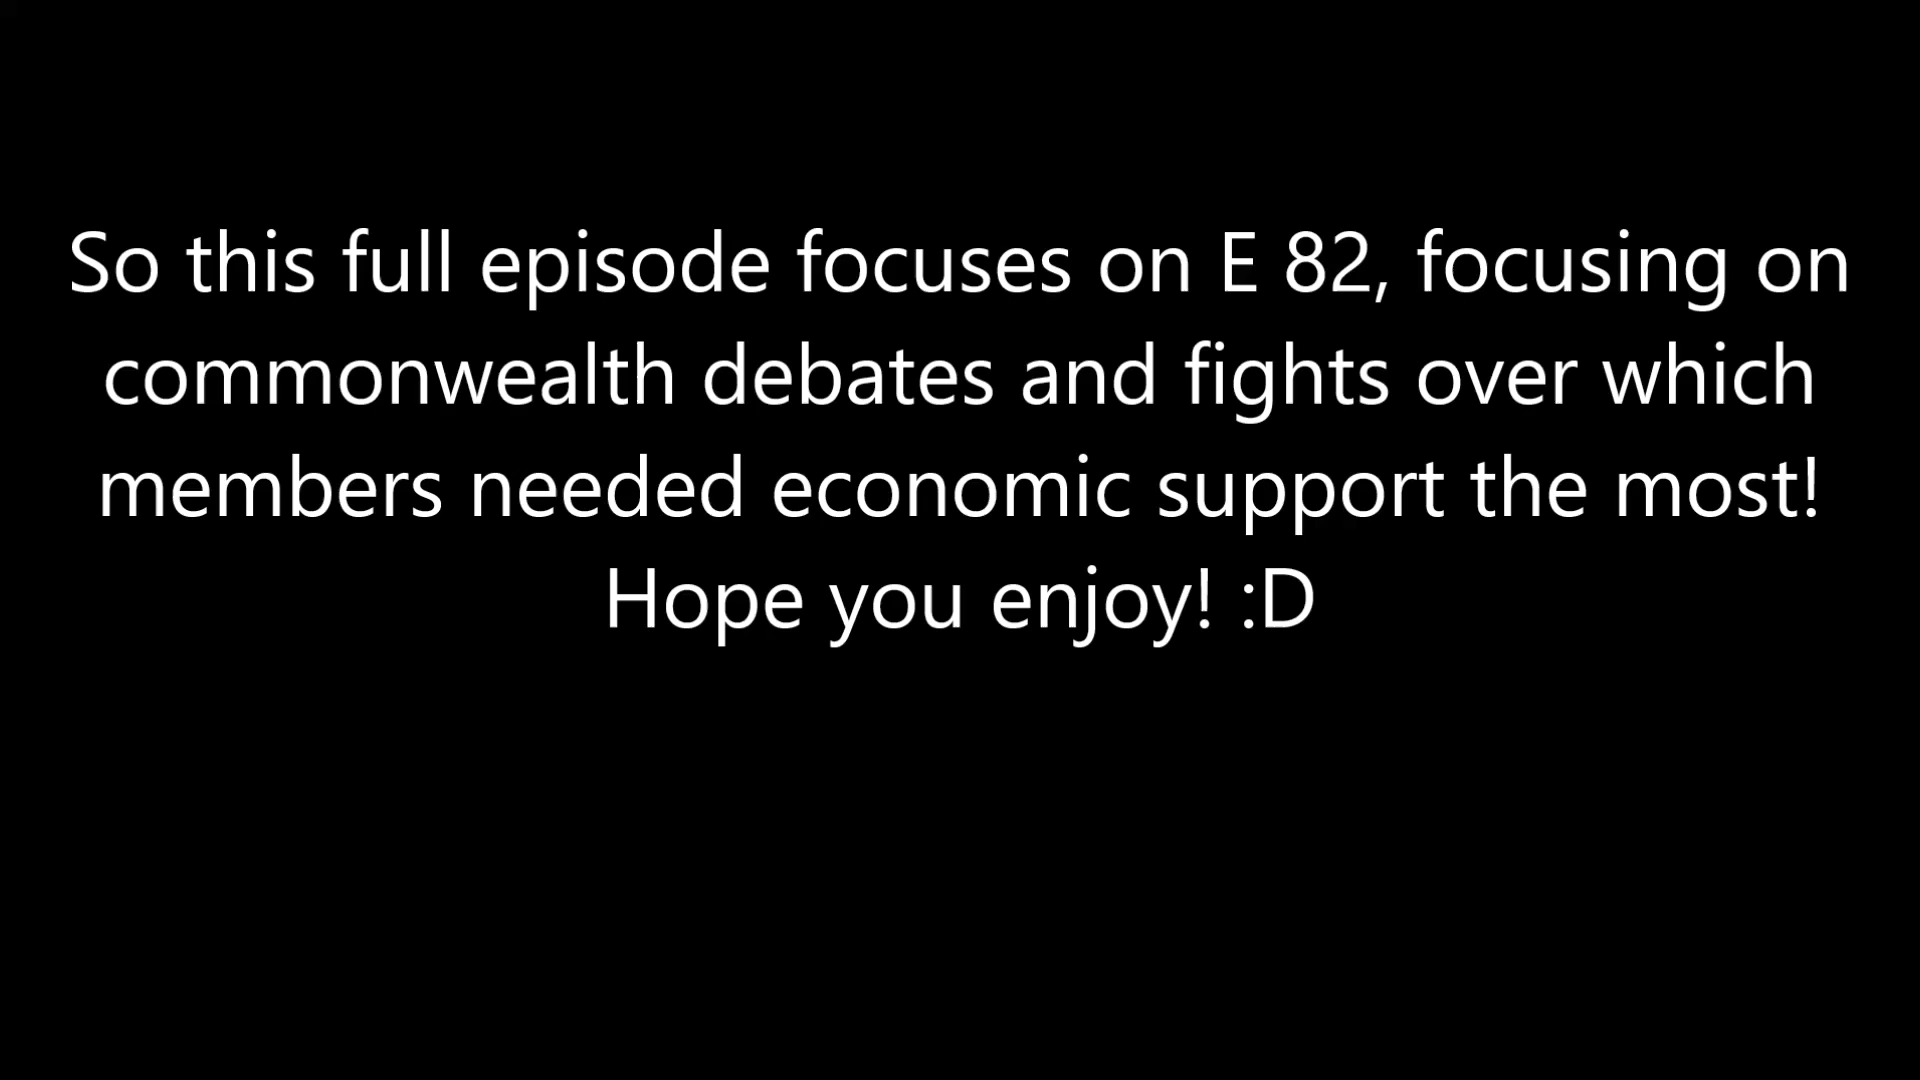 So this full episode focuses on E 82, focusing on
commonwealth debates and fights over which
members needed economic support the most!
Hope you enjoy! :D